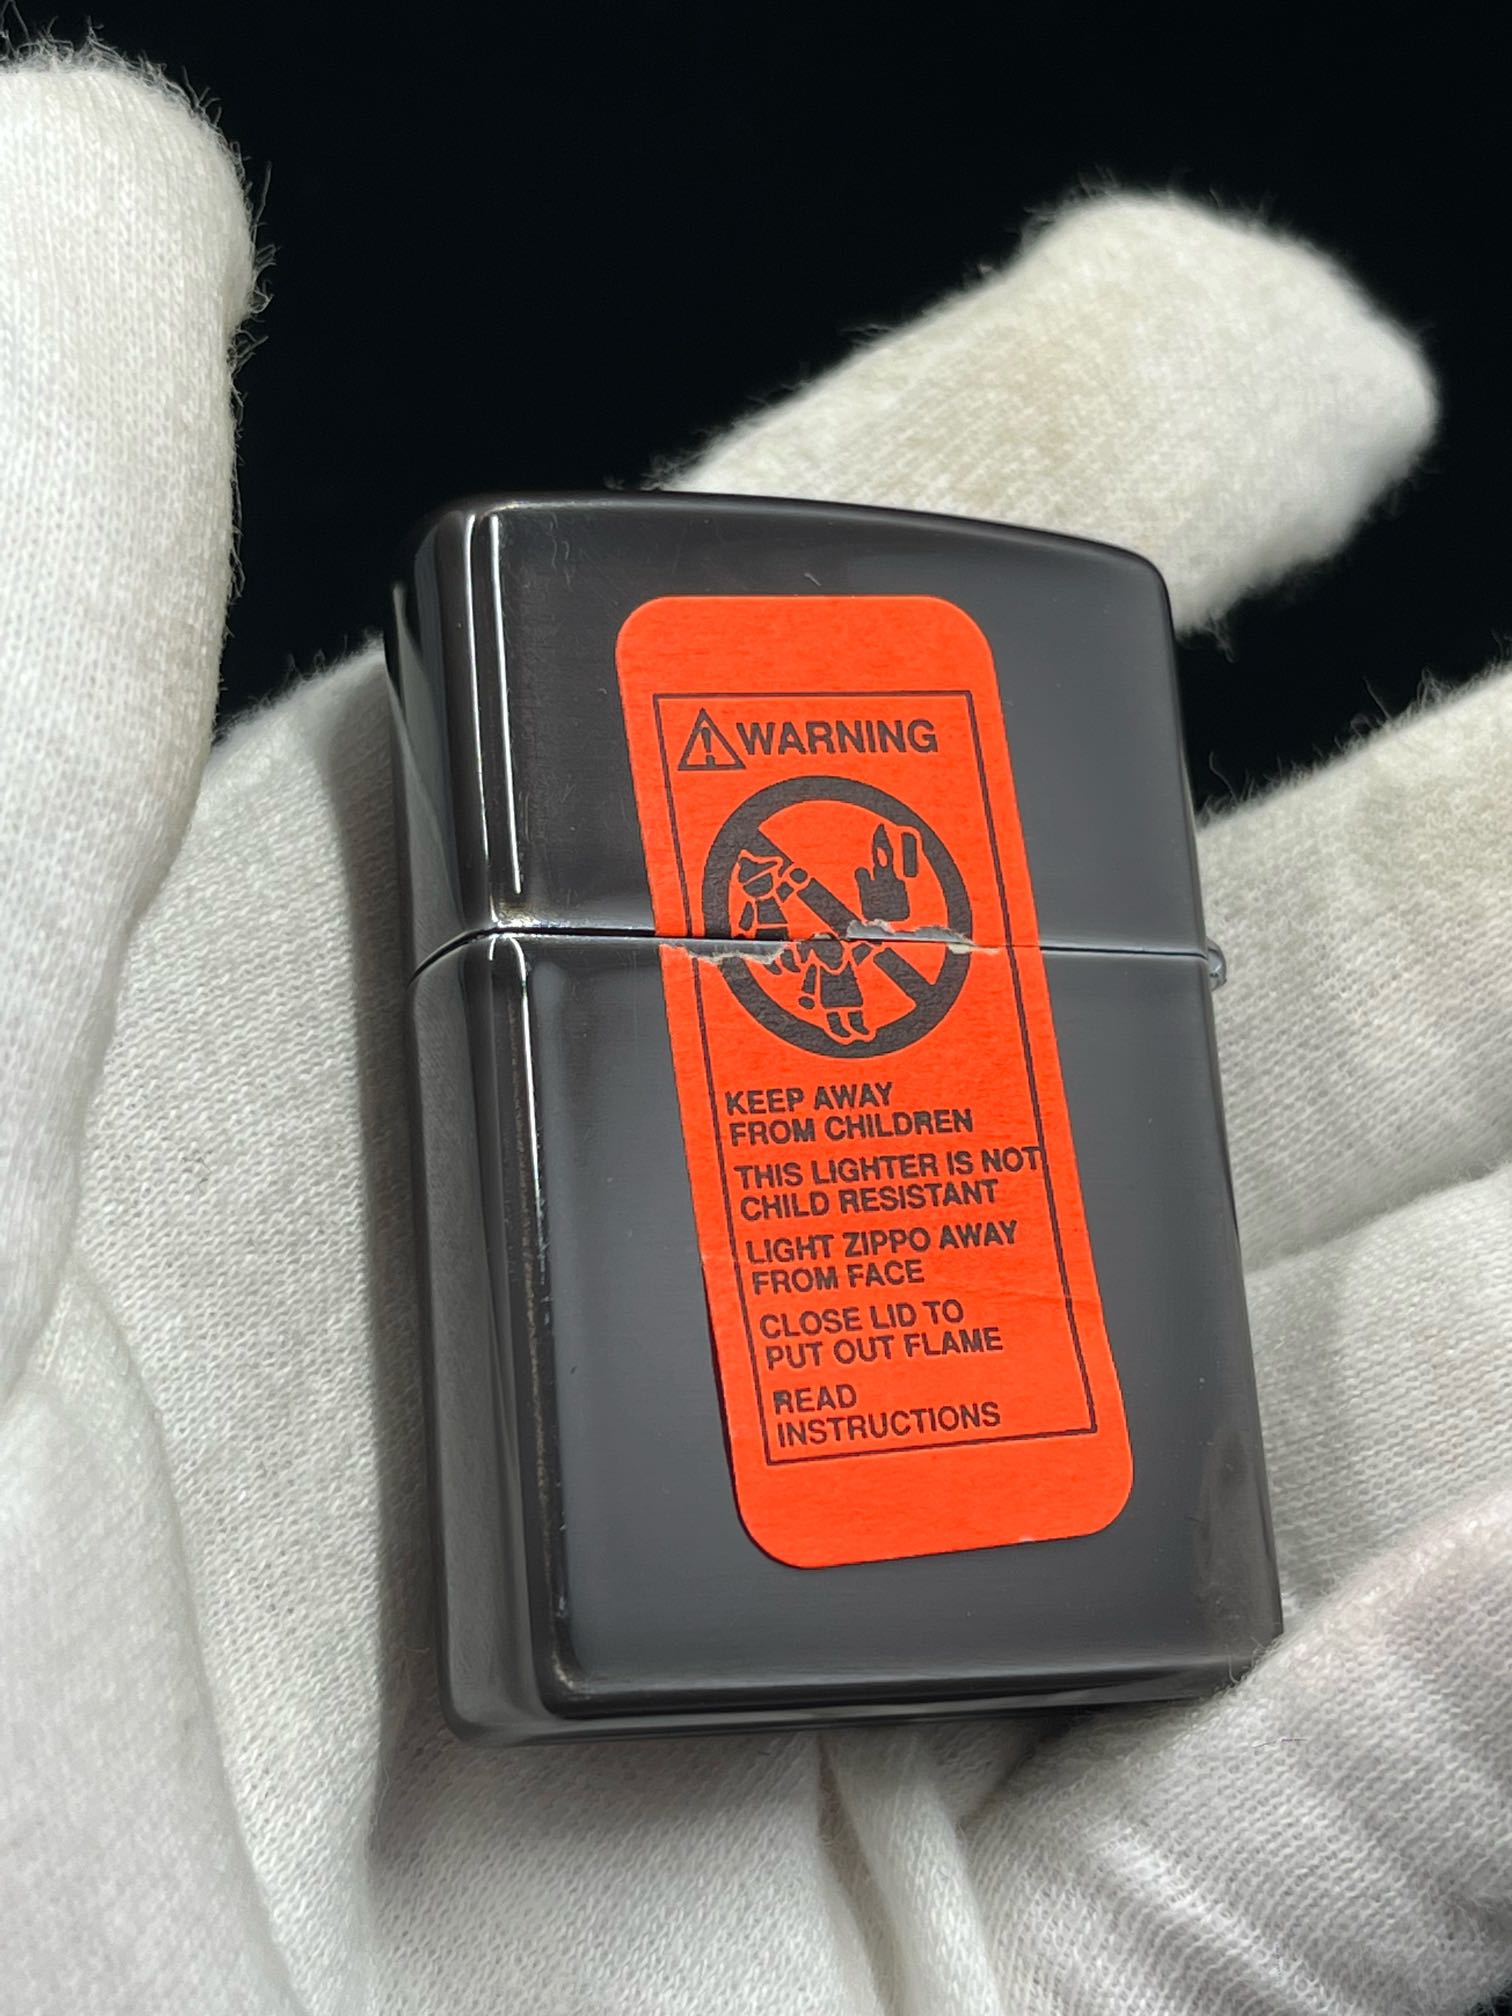 WARNING
KEEP AWAY
FROM CHILDREN
THIS LIGHTER IS NOT
CHILD RESISTANT
LIGHT ZIPPO AWAY
FROM FACE
CLOSE LID TO
PUT OUT FLAME
READ
INSTRUCTIONS